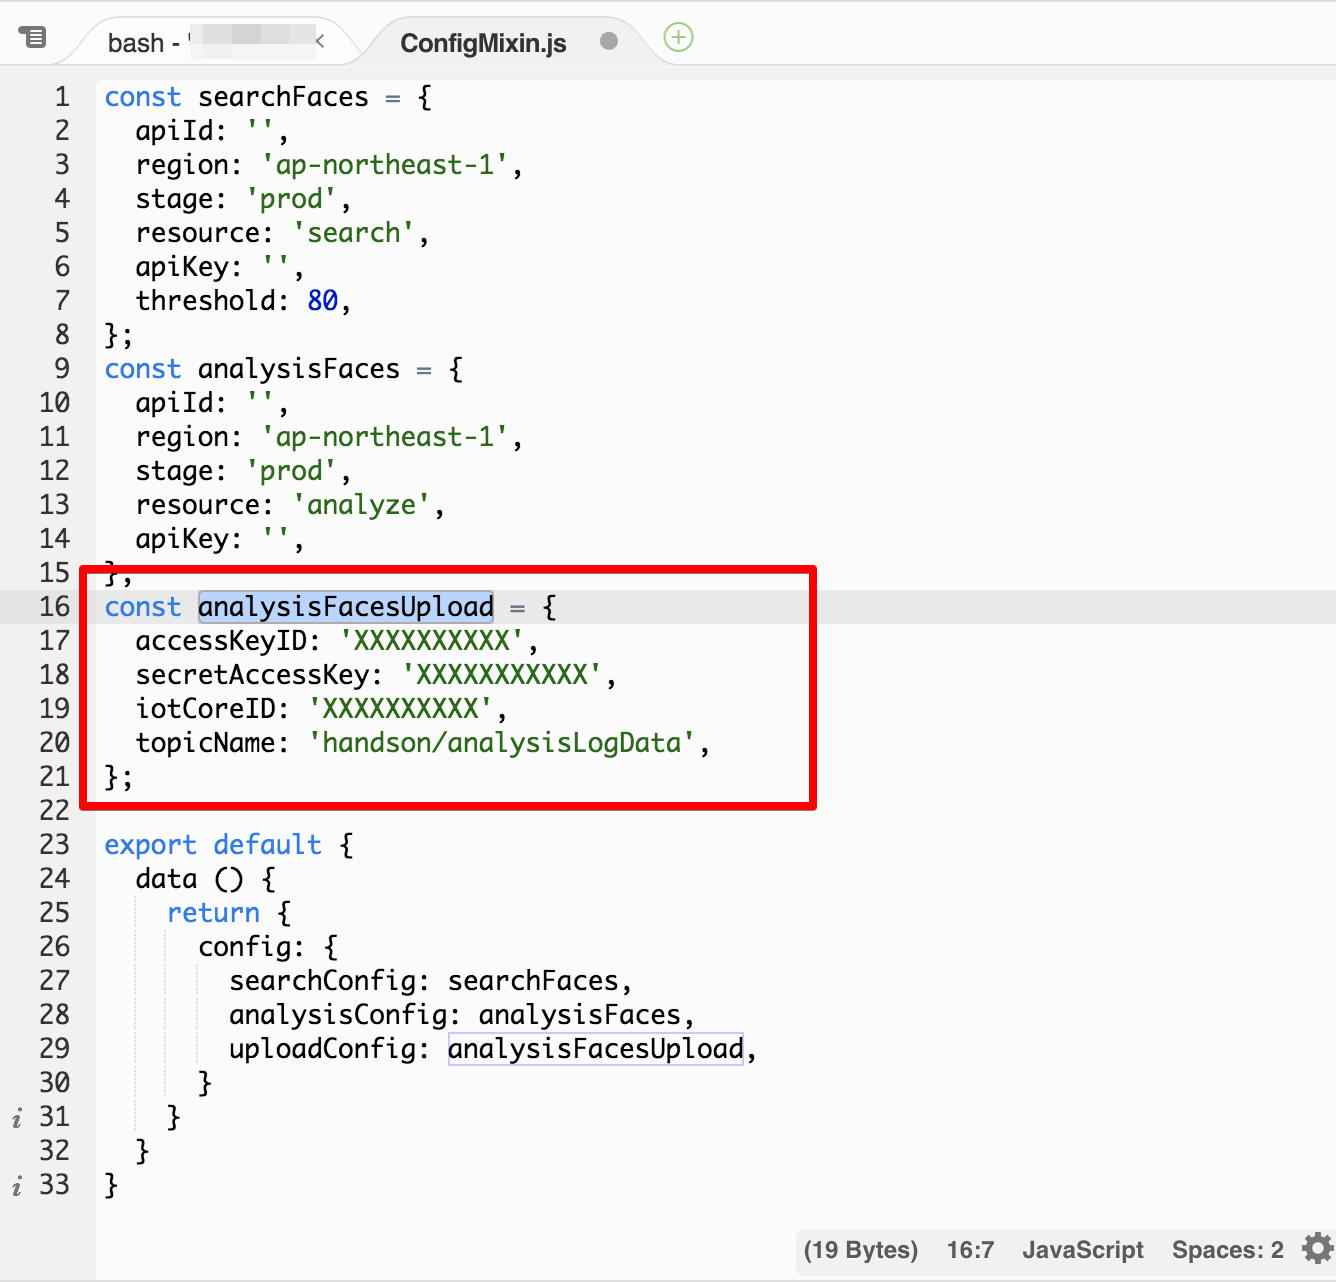 bash - '
ConfigMixin.js
1 const searchFaces = {
2   apiId: '',
3   region: 'ap-northeast-1',
4   stage: 'prod',
5   resource: 'search',
6   apiKey: '',
7   threshold: 80,
8 };
9 const analysisFaces = {
10   apiId: '',
11   region: 'ap-northeast-1',
12   stage: 'prod',
13   resource: 'analyze',
14   apiKey: '',
15 };
16 const analysisFacesUpload = {
17   accessKeyID: 'XXXXXXXXXX',
18   secretAccessKey: 'XXXXXXXXXXX',
19   iotCoreID: 'XXXXXXXXXX',
20   topicName: 'handson/analysisLogData',
21 };
22
23 export default {
24   data () {
25     return {
26       config: {
27         searchConfig: searchFaces,
28         analysisConfig: analysisFaces,
29         uploadConfig: analysisFacesUpload,
30       }
i 31     }
32   }
i 33 }
(19 Bytes) 16:7 JavaScript Spaces: 2